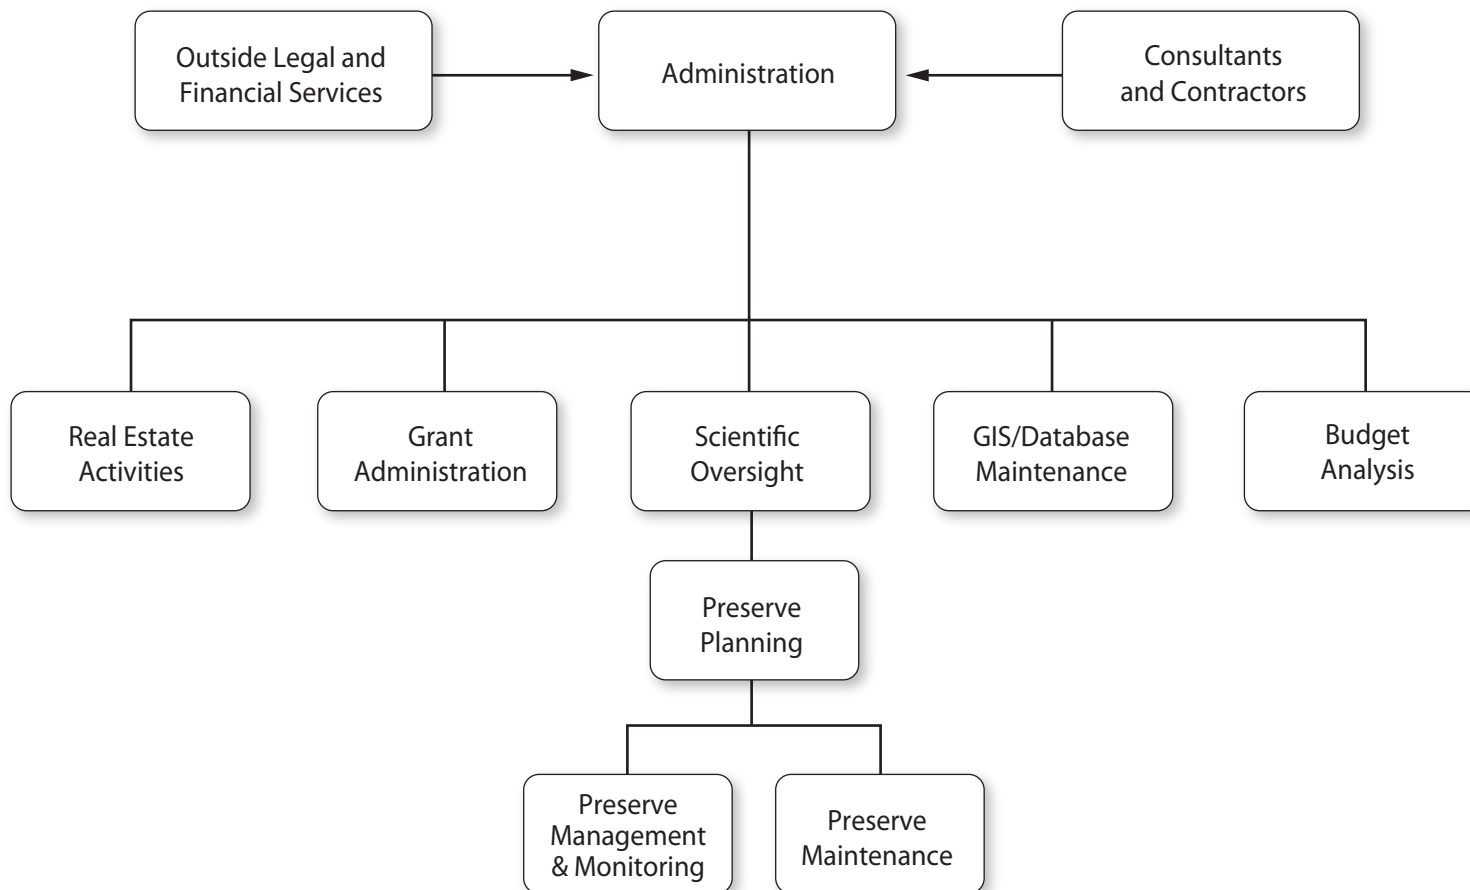 Outside Legal and
Financial Services
Administration
Consultants
and Contractors
Real Estate
Activities
Grant
Administration
Scientific
Oversight
GIS/Database
Maintenance
Budget
Analysis
Preserve
Planning
Preserve
Management
& Monitoring
Preserve
Maintenance